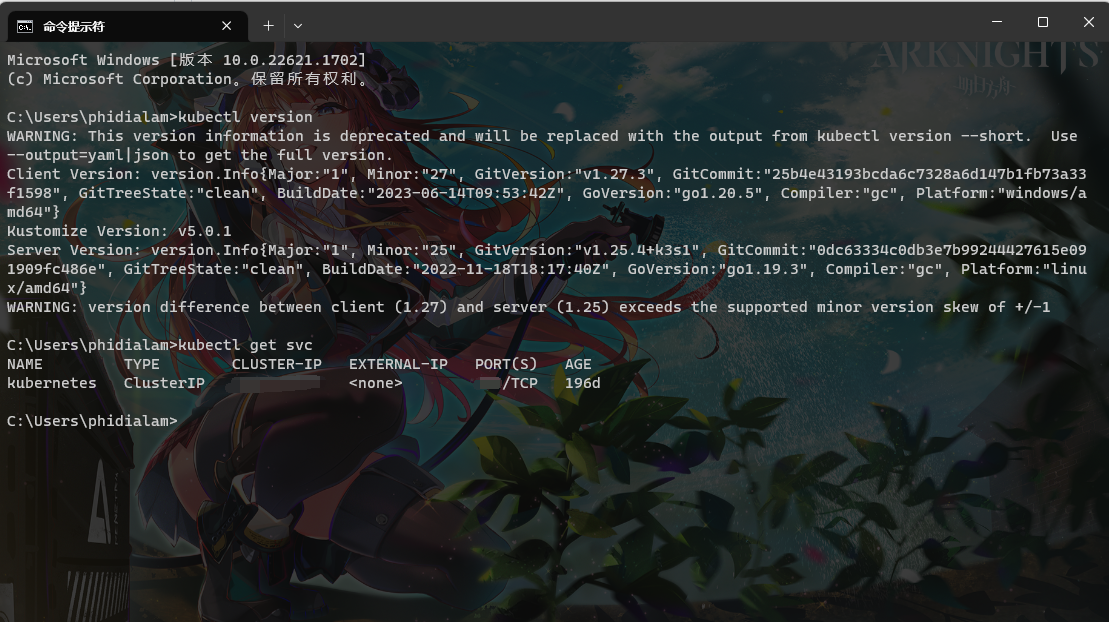 命令提示符
ARKNIGHTS
明日方舟
Microsoft Windows [版本 10.0.22621.1702]
(c) Microsoft Corporation。保留所有权利。
C:\Users\phidialam>kubectl version
WARNING: This version information is deprecated and will be replaced with the output from kubectl version --short.  Use
--output=yaml|json to get the full version.
Client Version: version.Info{Major:"1", Minor:"27", GitVersion:"v1.27.3", GitCommit:"25b4e43193bcda6c7328a6d147b1fb73a33
f1598", GitTreeState:"clean", BuildDate:"2023-06-14T09:53:42Z", GoVersion:"go1.20.5", Compiler:"gc", Platform:"windows/a
md64"}
Kustomize Version: v5.0.1
Server Version: version.Info{Major:"1", Minor:"25", GitVersion:"v1.25.4+k3s1", GitCommit:"0dc63334c0db3e7b99244427615e09
1909fc486e", GitTreeState:"clean", BuildDate:"2022-11-18T18:17:40Z", GoVersion:"go1.19.3", Compiler:"gc", Platform:"linu
x/amd64"}
WARNING: version difference between client (1.27) and server (1.25) exceeds the supported minor version skew of +/-1
C:\Users\phidialam>kubectl get svc
NAME         TYPE        CLUSTER-IP   EXTERNAL-IP   PORT(S)   AGE
kubernetes   ClusterIP   <none>   /TCP   196d
C:\Users\phidialam>